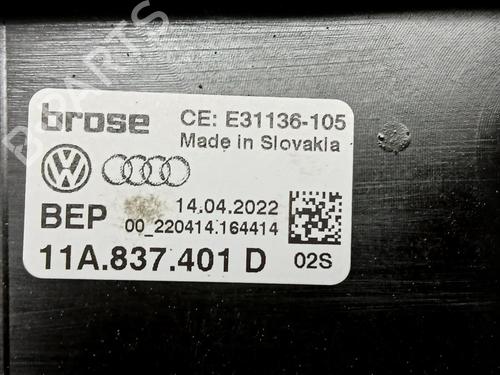 brose CE: E31136-105
Made in Slovakia
BEP 14.04.2022
00_220414.164414
11A.837.401 D 02S